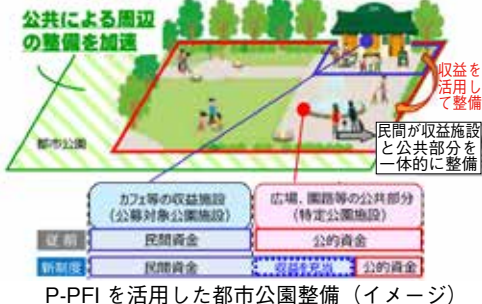 公共による周辺
の整備を加速
収益を
活用し
て整備
民間が収益施設
と公共部分を
一体的に整備
都市公園
カフェ等の収益施設
（公募対象公園施設）
広場、園路等の公共部分
（特定公園施設）
従前
民間資金
公的資金
新制度
民間資金
収益を充当
公的資金
P-PFIを活用した都市公園整備（イメージ）